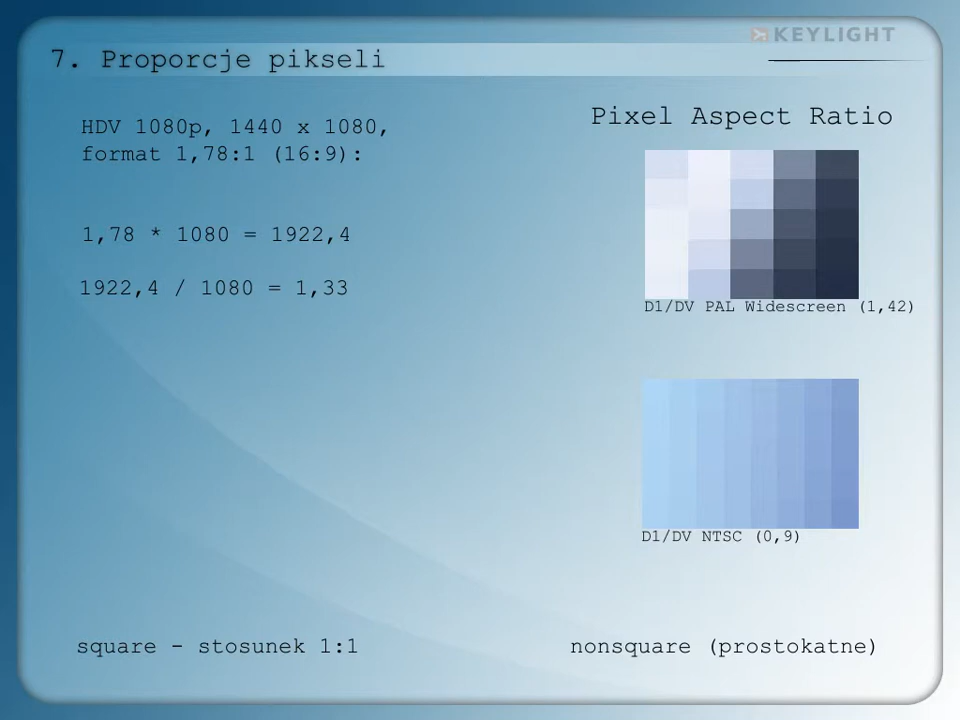 KEYLIGHT
7. Proporcje pikseli
HDV 1080p, 1440 x 1080,
format 1,78:1 (16:9):
1,78 * 1080 = 1922,4
1922,4 / 1080 = 1,33
Pixel Aspect Ratio
D1/DV PAL Widescreen (1,42)
D1/DV NTSC (0,9)
square - stosunek 1:1
nonsquare (prostokatne)